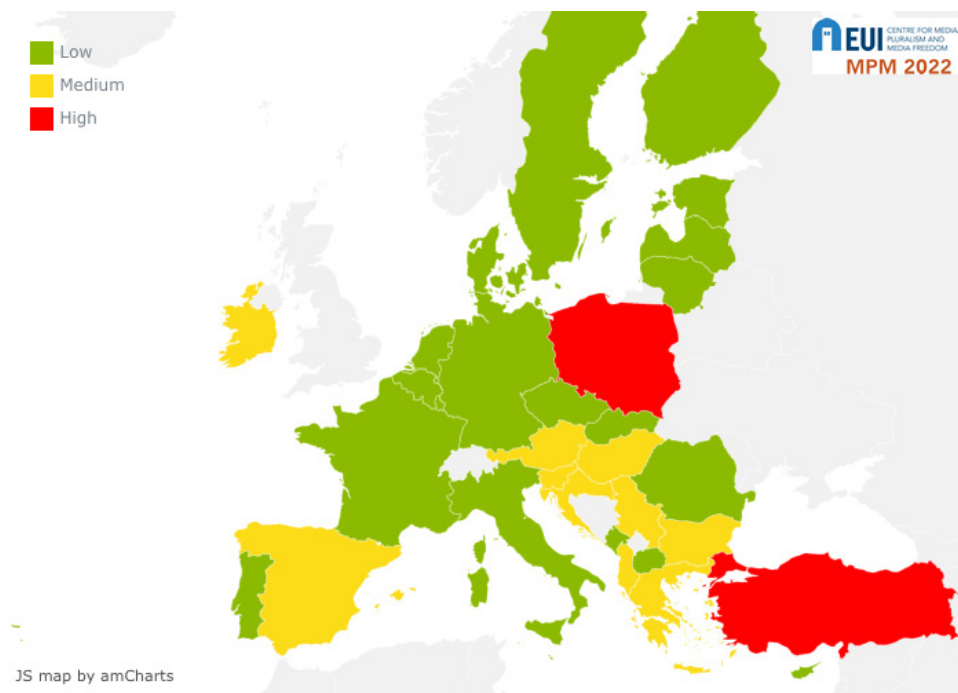 Low
Medium
High
EUI CENTRE FOR MEDIA
PLURALISM AND
MEDIA FREEDOM
MPM 2022
JS map by amCharts